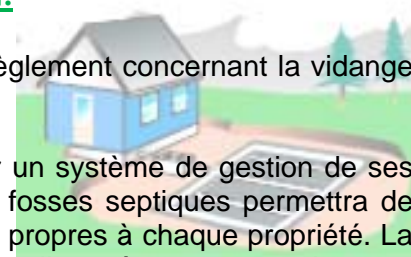 èglement concernant la vidange
un système de gestion de ses
fosses septiques permettra de
propres à chaque propriété. La